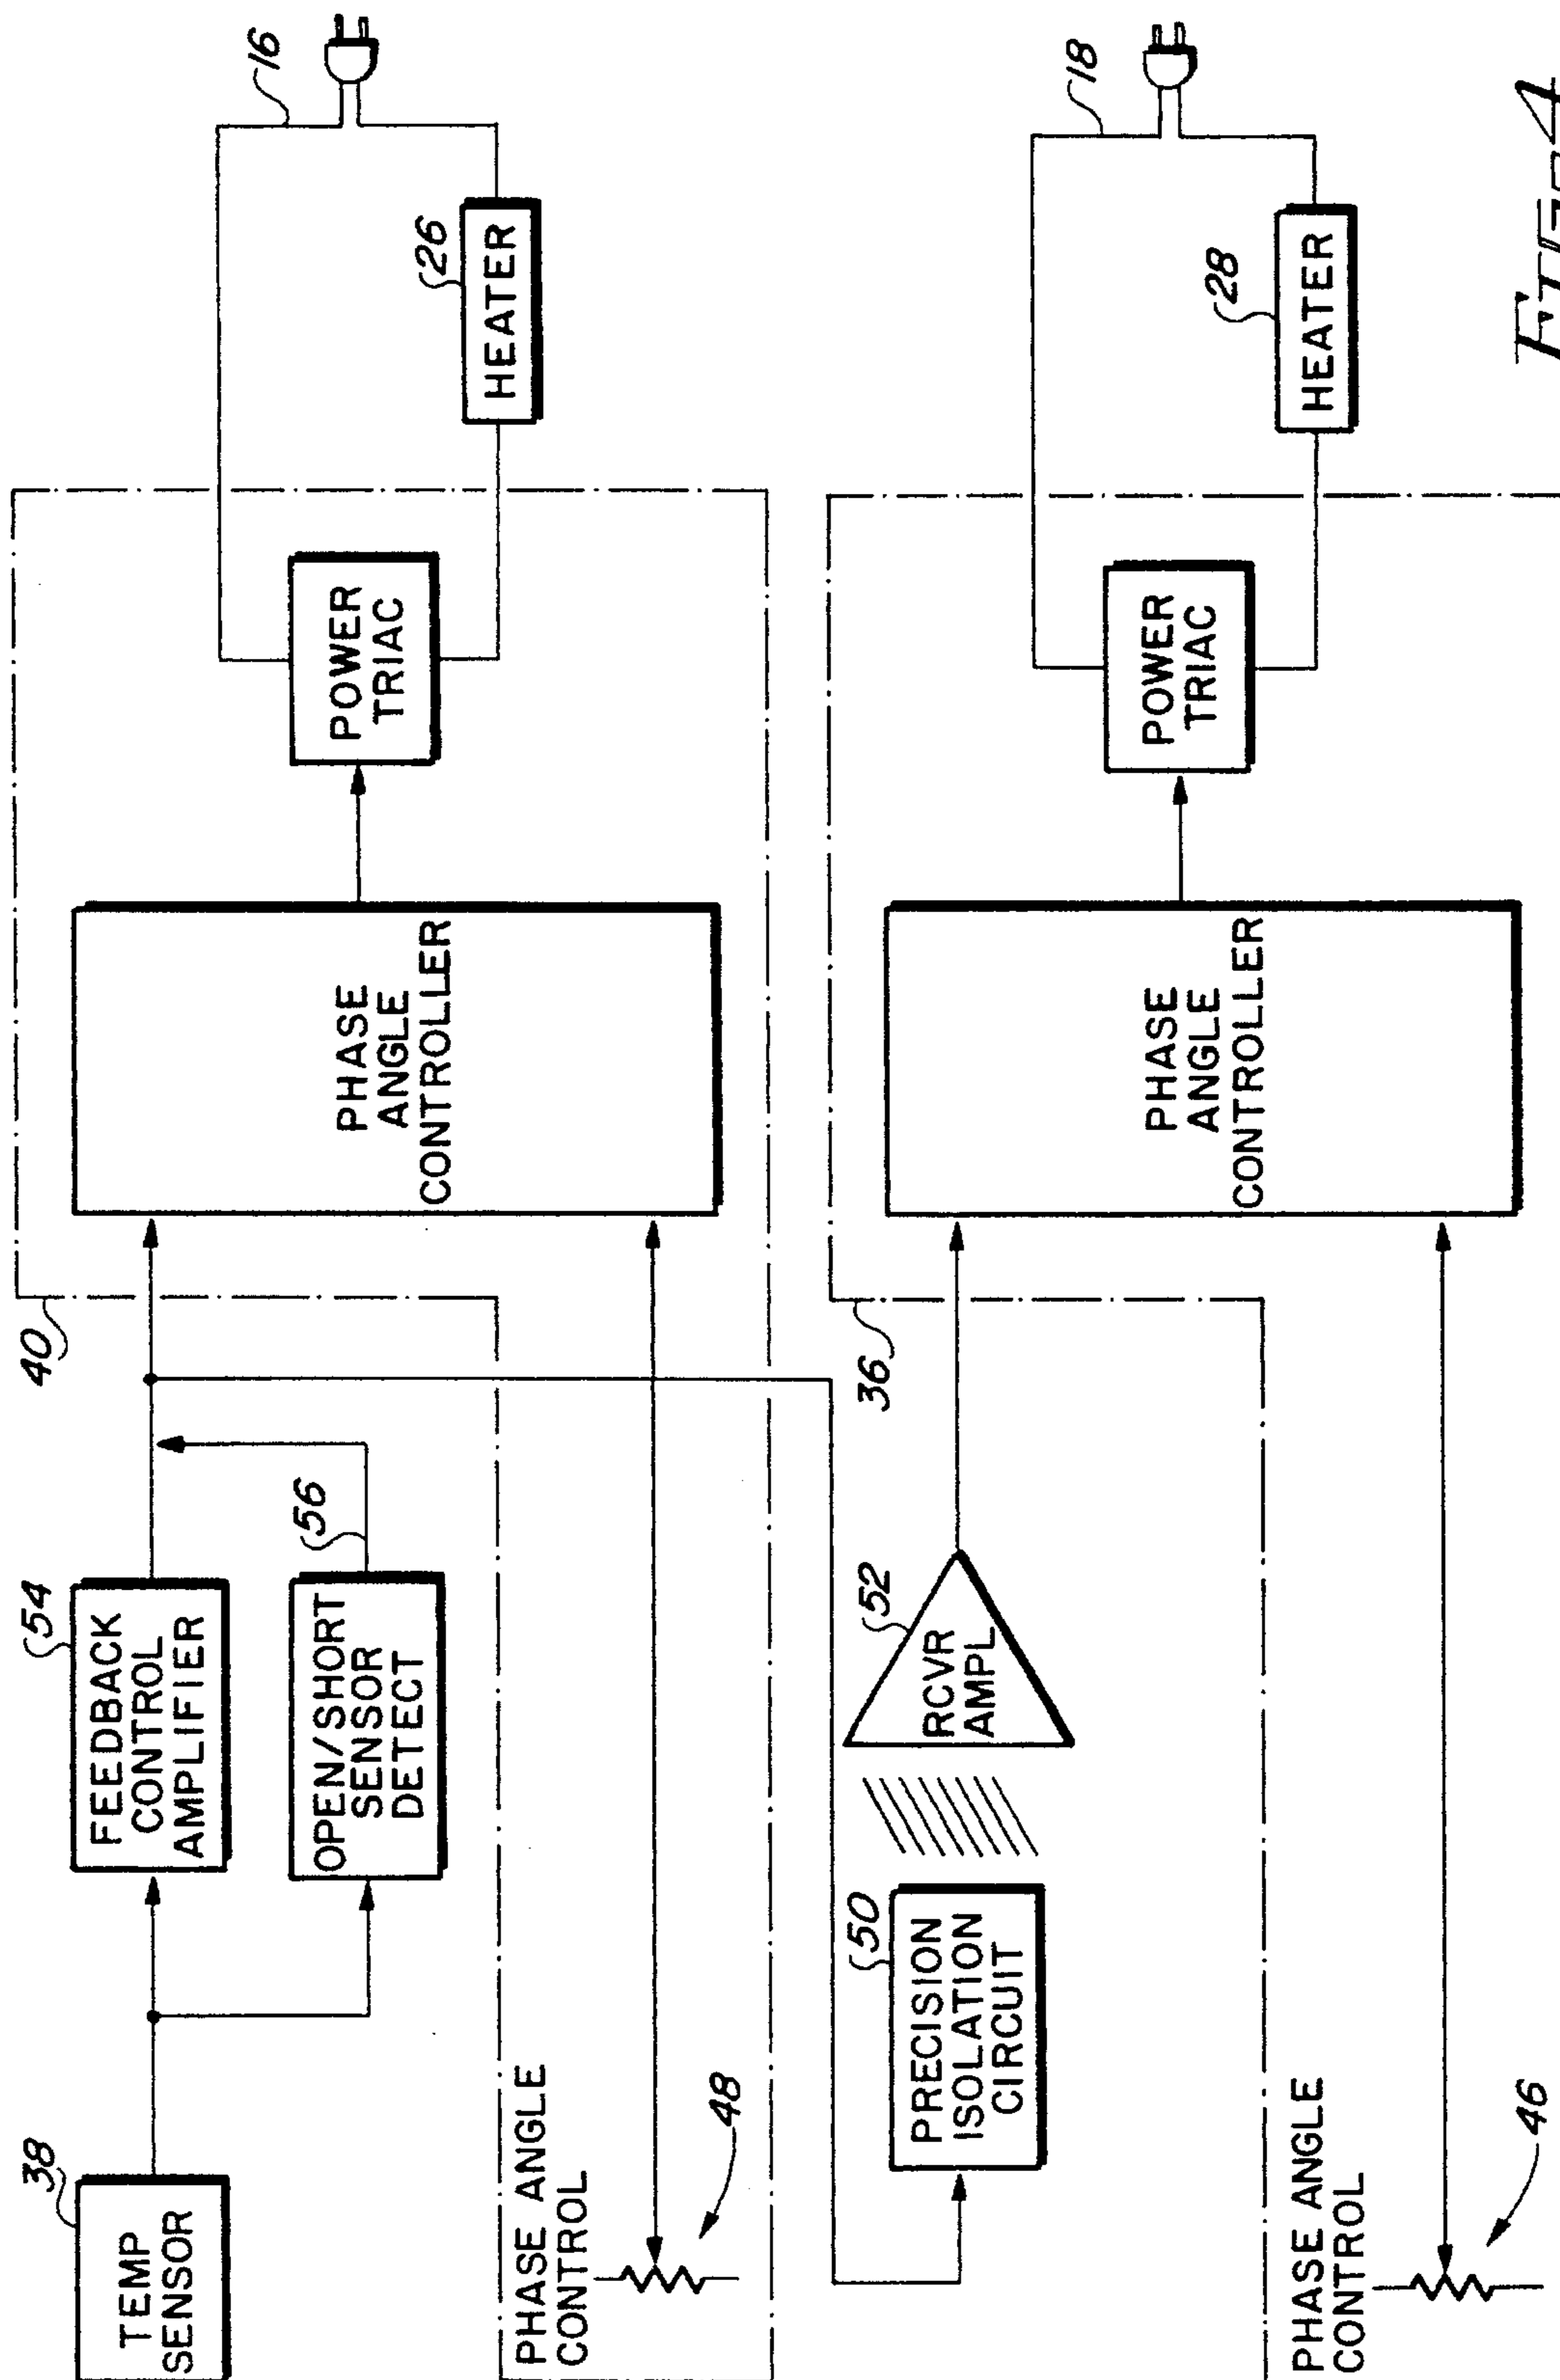 38
TEMP
SENSOR
54
FEEDBACK
CONTROL
AMPLIFIER
OPEN/SHORT
SENSOR
DETECT
56
40
PHASE
ANGLE
CONTROLLER
POWER
TRIAC
16
26
HEATER
PHASE ANGLE
CONTROL
48
50
PRECISION
ISOLATION
CIRCUIT
52
RCVR
AMPL
36
PHASE
ANGLE
CONTROLLER
POWER
TRIAC
18
28
HEATER
PHASE ANGLE
CONTROL
46
FIG. 4